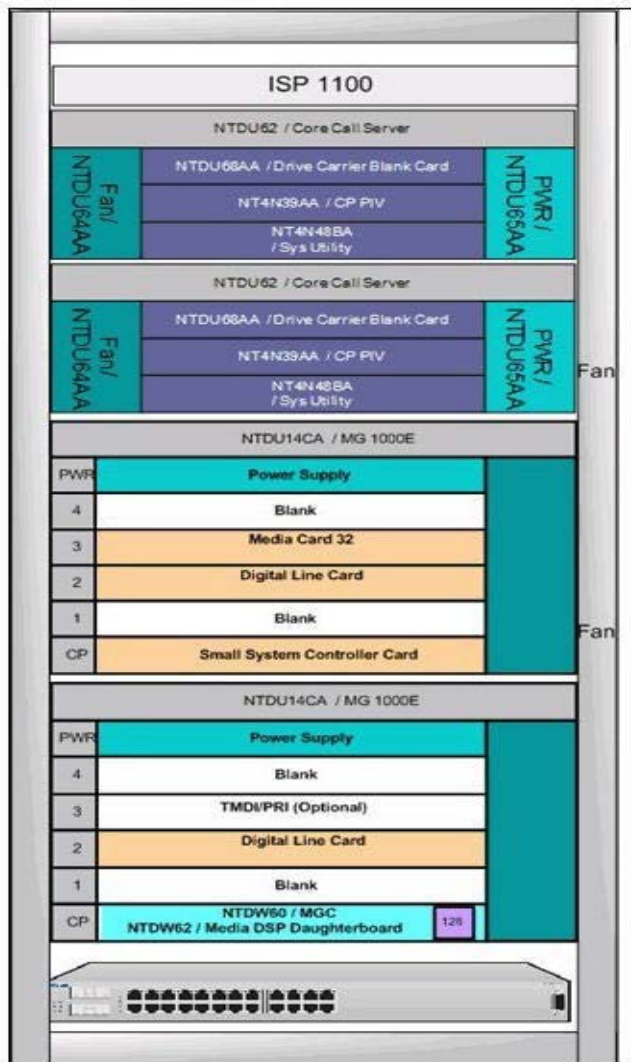 ISP 1100
NTDU62 / Core Call Server
Fan/
NTDU64AA
NTDU68AA / Drive Carrier Blank Card
NT4N39AA / CP PIV
NT4N48BA
/ Sys Utility
PWR/
NTDU65AA
NTDU62 / Core Call Server
Fan/
NTDU64AA
NTDU68AA / Drive Carrier Blank Card
NT4N39AA / CP PIV
NT4N48BA
/ Sys Utility
PWR/
NTDU65AA
Fan
NTDU14CA / MG 1000E
PWR Power Supply
4 Blank
3 Media Card 32
2 Digital Line Card
1 Blank
Fan
CP Small System Controller Card
NTDU14CA / MG 1000E
PWR Power Supply
4 Blank
3 TMDI/PRI (Optional)
2 Digital Line Card
1 Blank
CP NTDW60 / MGC
NTDW62 / Media DSP Daughterboard
128